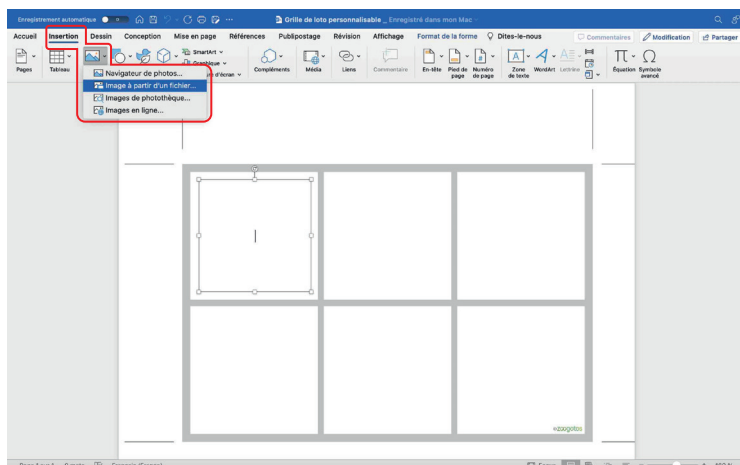 Enregistrement automatique
Grille de loto personnalisable _ Enregistré dans mon Mac
Accueil Insertion Dessin Conception Mise en page Références Publipostage Révision Affichage Format de la forme Dites-le-nous Commentaires Modification Partager
SmartArt
Pages Tableau Compléments Média Liens Commentaire En-tête Pied de page Numéro de page Zone de texte WordArt Lettrine Équation Symbole avancé
Navigateur de photos...
Image à partir d'un fichier...
Images de photothèque...
Images en ligne...